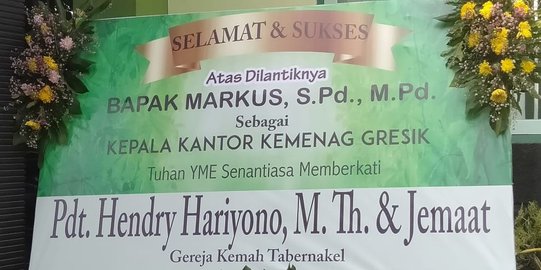 SELAMAT & SUKSES
Atas Dilantiknya
BAPAK MARKUS, S.Pd., M.Pd.
Sebagai
KEPALA KANTOR KEMENAG GRESIK
Tuhan YME Senantiasa Memberkati
Pdt. Hendry Hariyono, M. Th. & Jemaat
Gereja Kemah Tabernakel